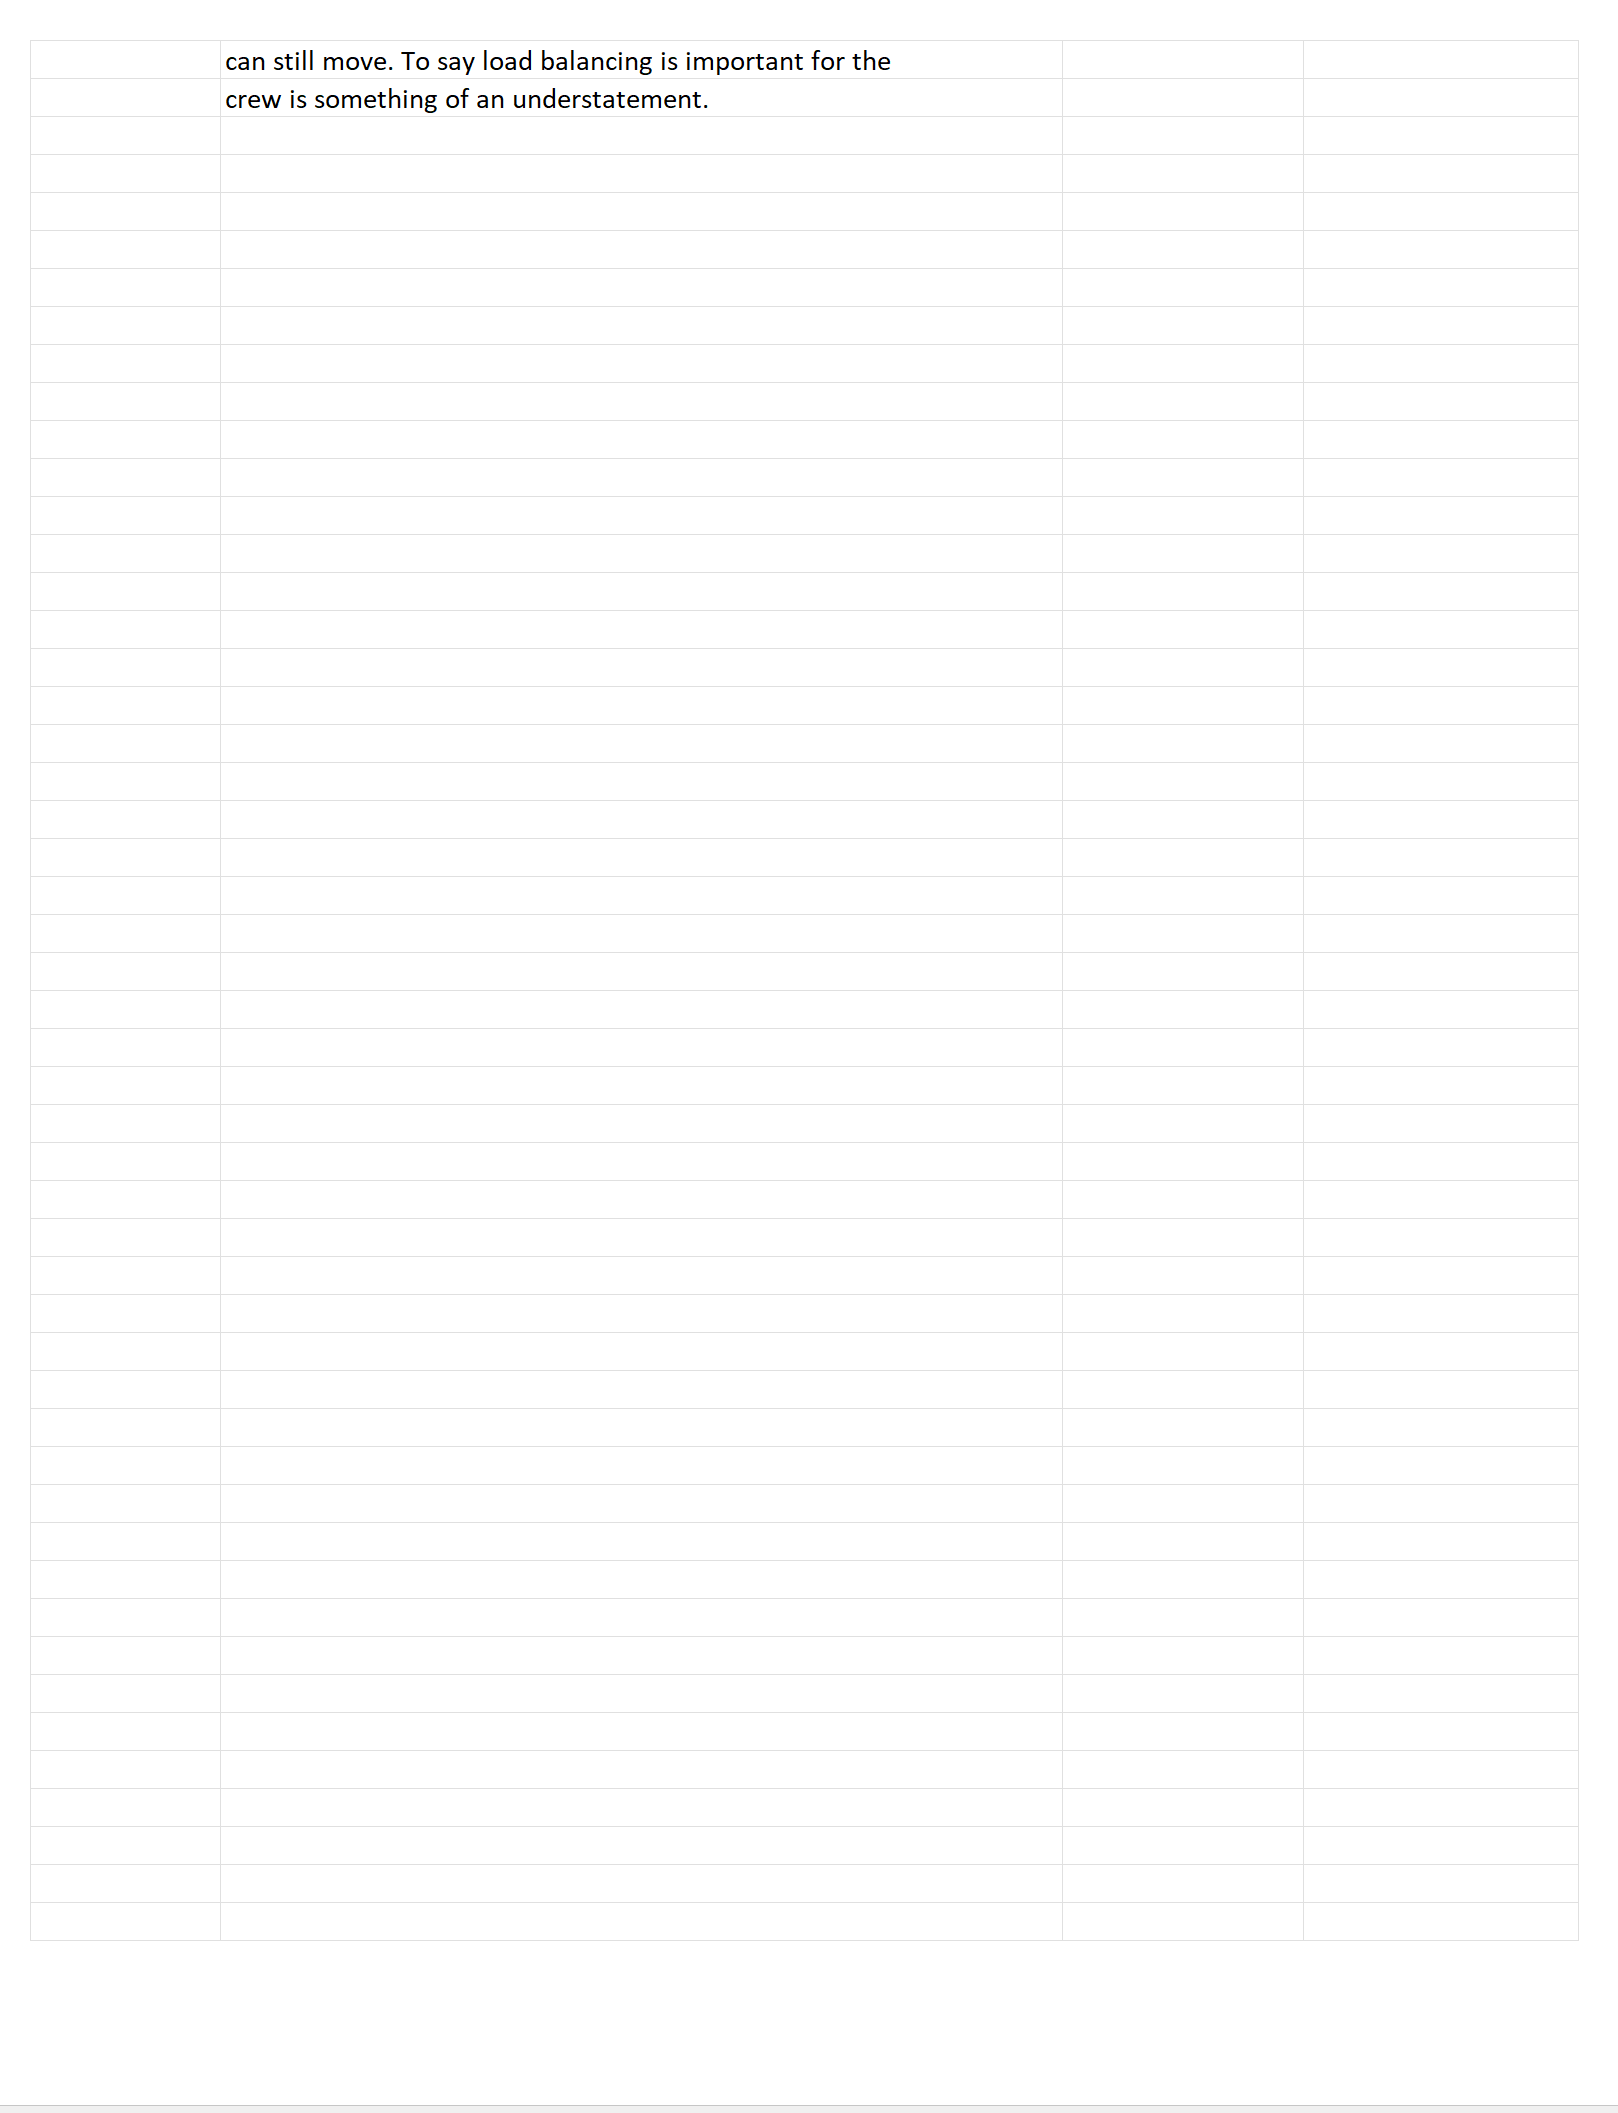 can still move. To say load balancing is important for the
crew is something of an understatement.